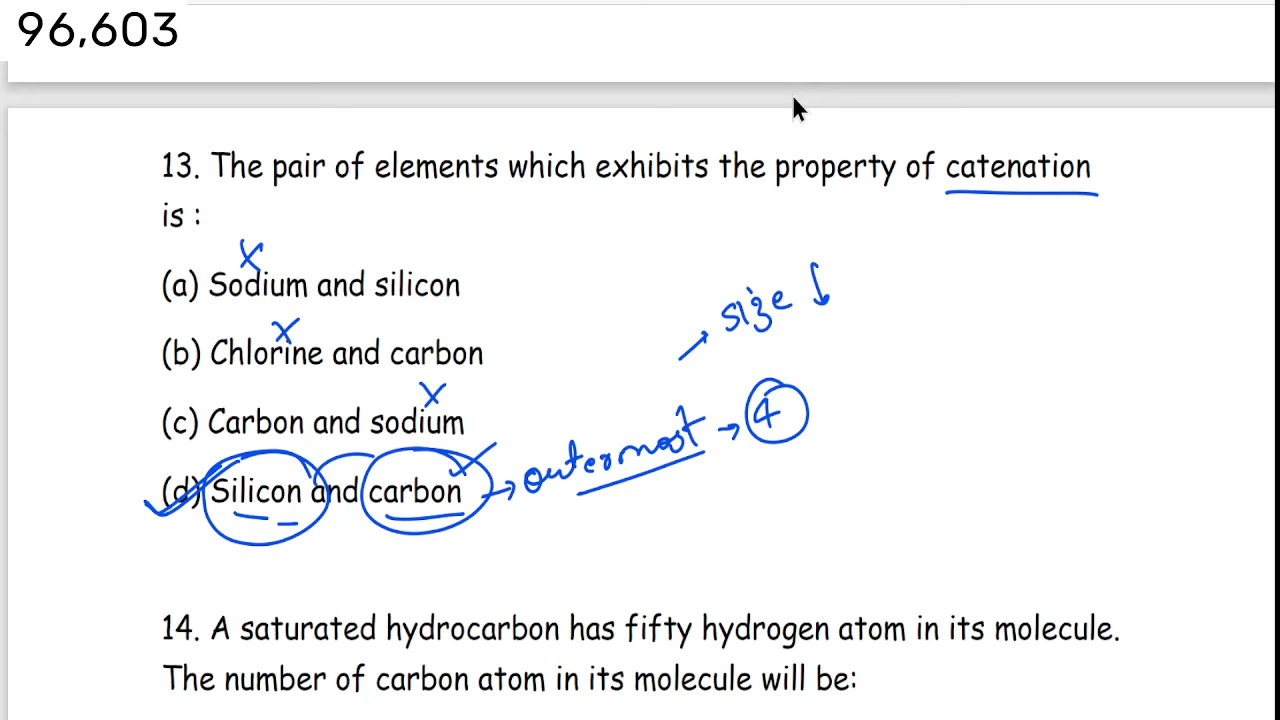 96,603
13. The pair of elements which exhibits the property of catenation
is :
x
(a) Sodium and silicon
size ↓
x
(b) Chlorine and carbon
x
(c) Carbon and sodium
(d) Silicon and carbon → outermost → 4
14. A saturated hydrocarbon has fifty hydrogen atom in its molecule.
The number of carbon atom in its molecule will be: